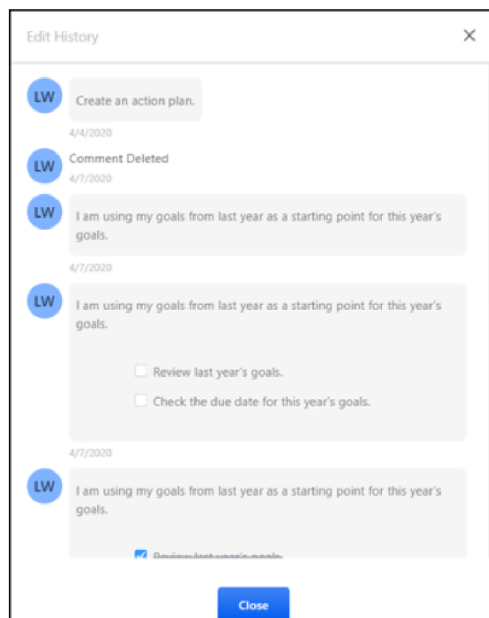 Edit History
LW
Create an action plan.
4/4/2020
LW
Comment Deleted
4/7/2020
LW
I am using my goals from last year as a starting point for this year's
goals.
4/7/2020
LW
I am using my goals from last year as a starting point for this year's
goals.
Review last year's goals.
Check the due date for this year's goals.
4/7/2020
LW
I am using my goals from last year as a starting point for this year's
goals.
Review last year's goals.
Close